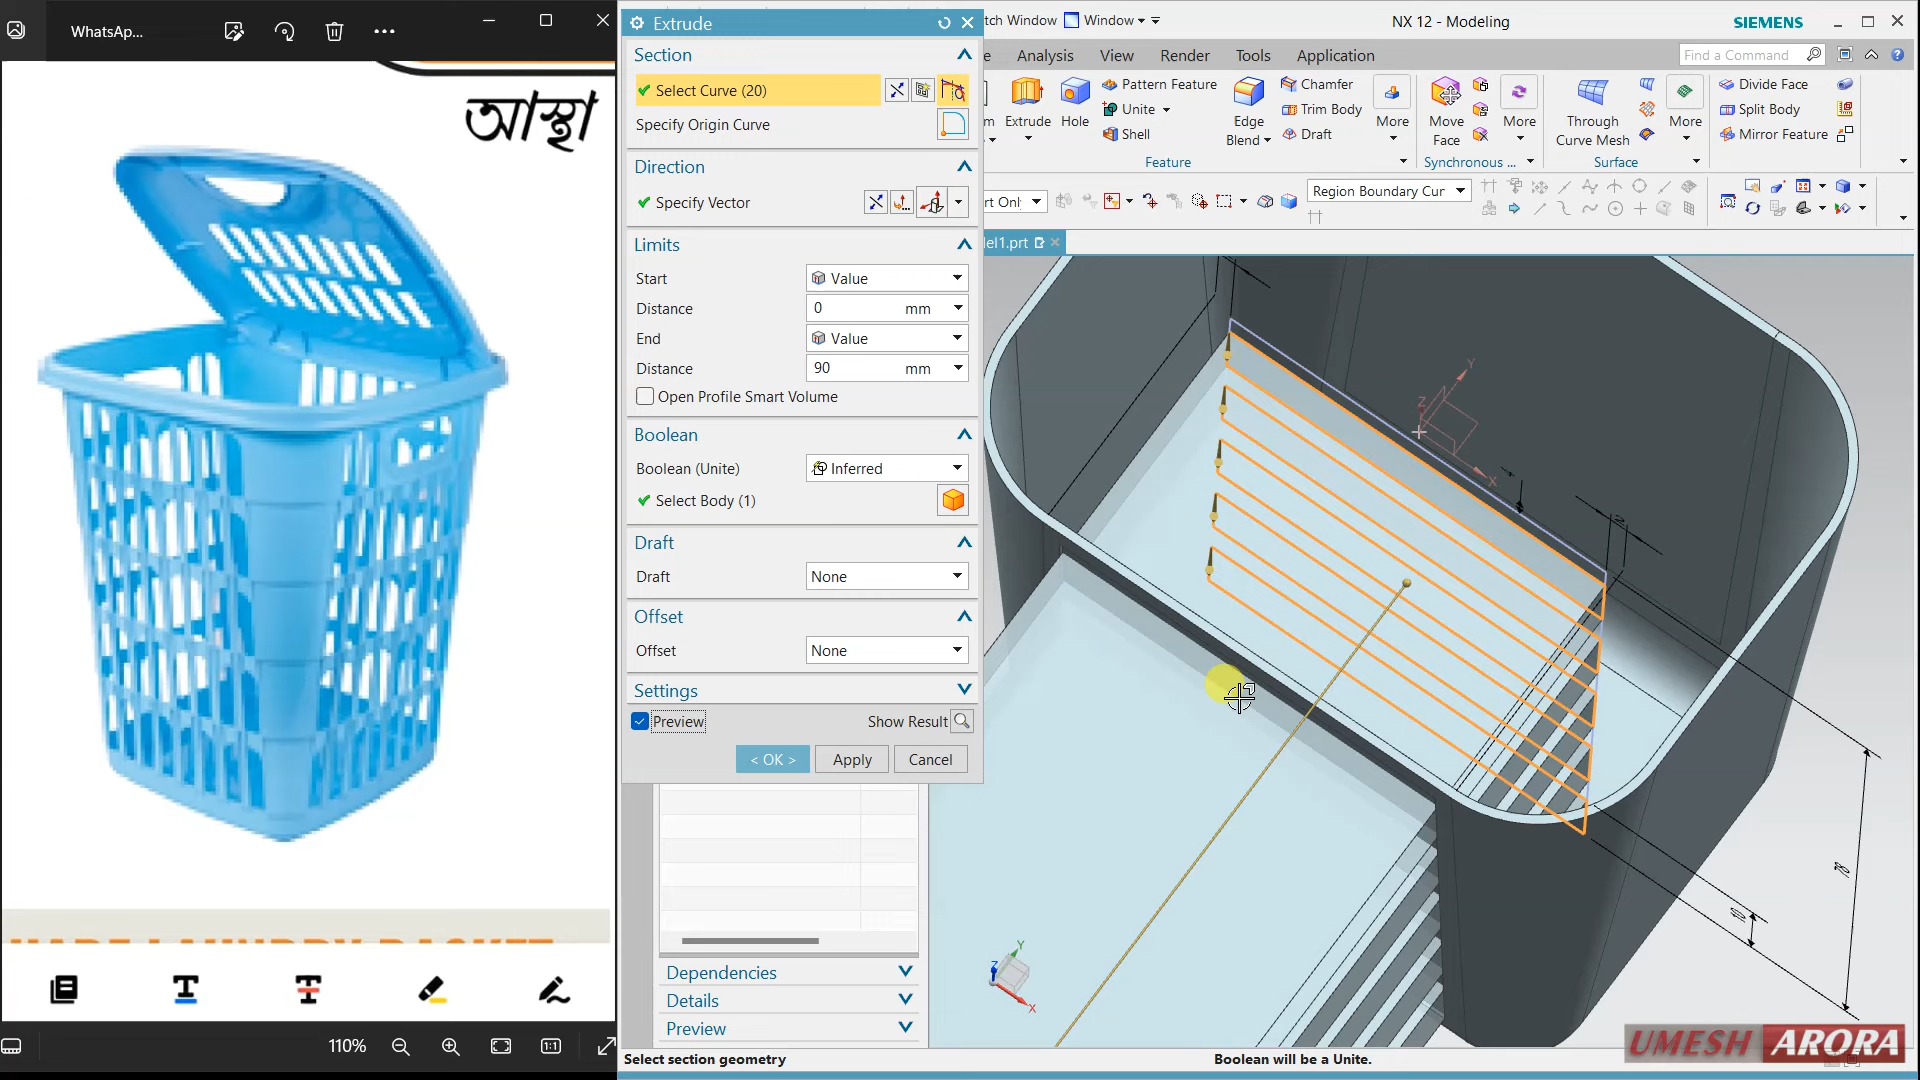 WhatsAp...
আস্থা
110%
Extrude
Section
Select Curve (20)
Specify Origin Curve
Direction
Specify Vector
Limits
Start
Value
Distance
0 mm
End
Value
Distance
90 mm
Open Profile Smart Volume
Boolean
Boolean (Unite)
Inferred
Select Body (1)
Draft
Draft
None
Offset
Offset
None
Settings
Preview
Show Result
< OK >
Apply
Cancel
Dependencies
Details
Preview
Select section geometry
Boolean will be a Unite.
tch Window
Window
NX 12 - Modeling
SIEMENS
Analysis
View
Render
Tools
Application
Find a Command
Extrude
Hole
Pattern Feature
Unite
Shell
Edge Blend
Chamfer
Trim Body
Draft
More
Feature
Move Face
More
Synchronous ...
Through Curve Mesh
More
Surface
Divide Face
Split Body
Mirror Feature
Region Boundary Cur
del1.prt
X
Y
Z
X
Y
Z
UMESH ARORA